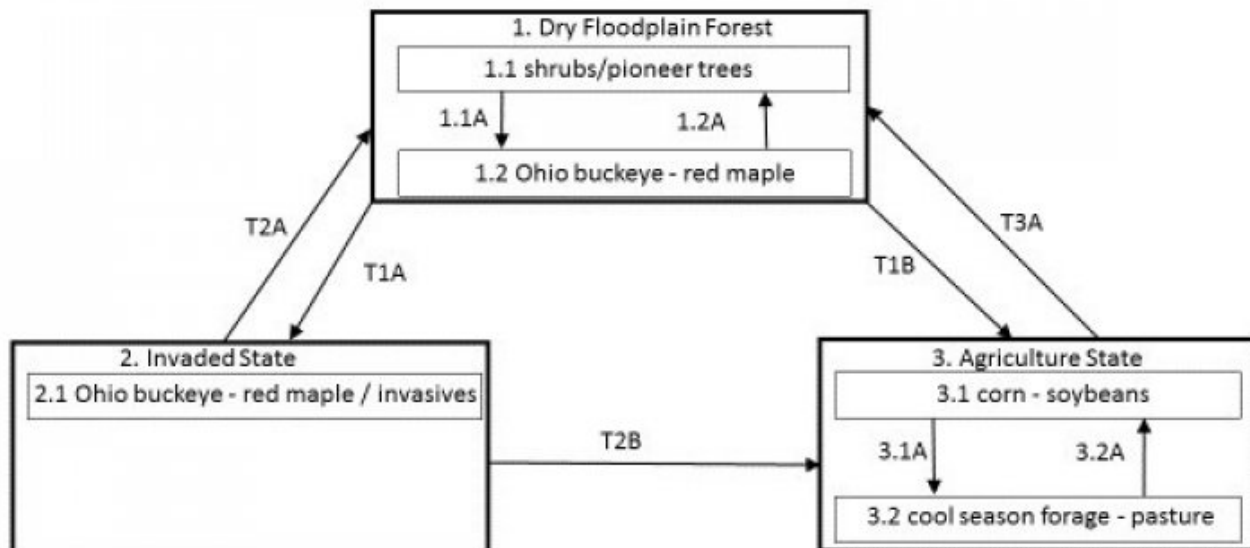 1. Dry Floodplain Forest
1.1 shrubs/pioneer trees
1.1A
1.2A
1.2 Ohio buckeye - red maple
T2A
T1A
T1B
T3A
2. Invaded State
2.1 Ohio buckeye - red maple / invasives
T2B
3. Agriculture State
3.1 corn - soybeans
3.1A
3.2A
3.2 cool season forage - pasture